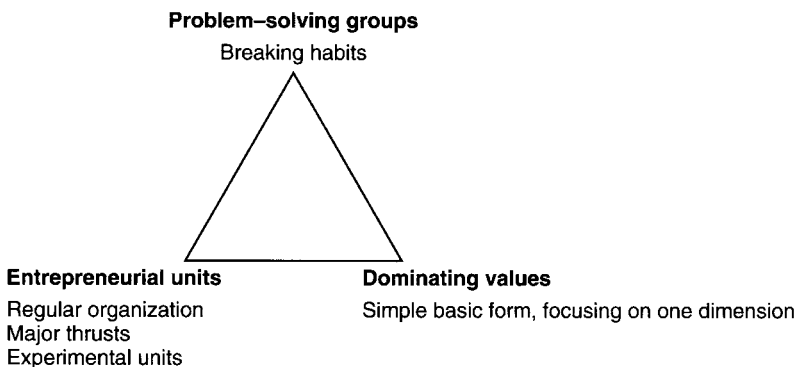 Problem–solving groups
Breaking habits
Entrepreneurial units
Regular organization
Major thrusts
Experimental units
Dominating values
Simple basic form, focusing on one dimension